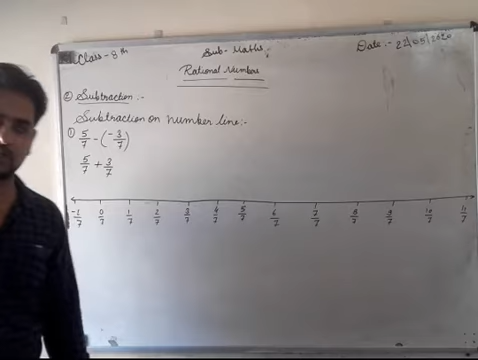 Class - 8th Sub - Maths :- Date :- 22/05/2020
Rational Numbers
② Subtraction :-
Subtraction on number line :-
① 5/7 - (-3/7)
5/7 + 3/7
-1/7 0/7 1/7 2/7 3/7 4/7 5/7 6/7 7/7 8/7 9/7 10/7 11/7